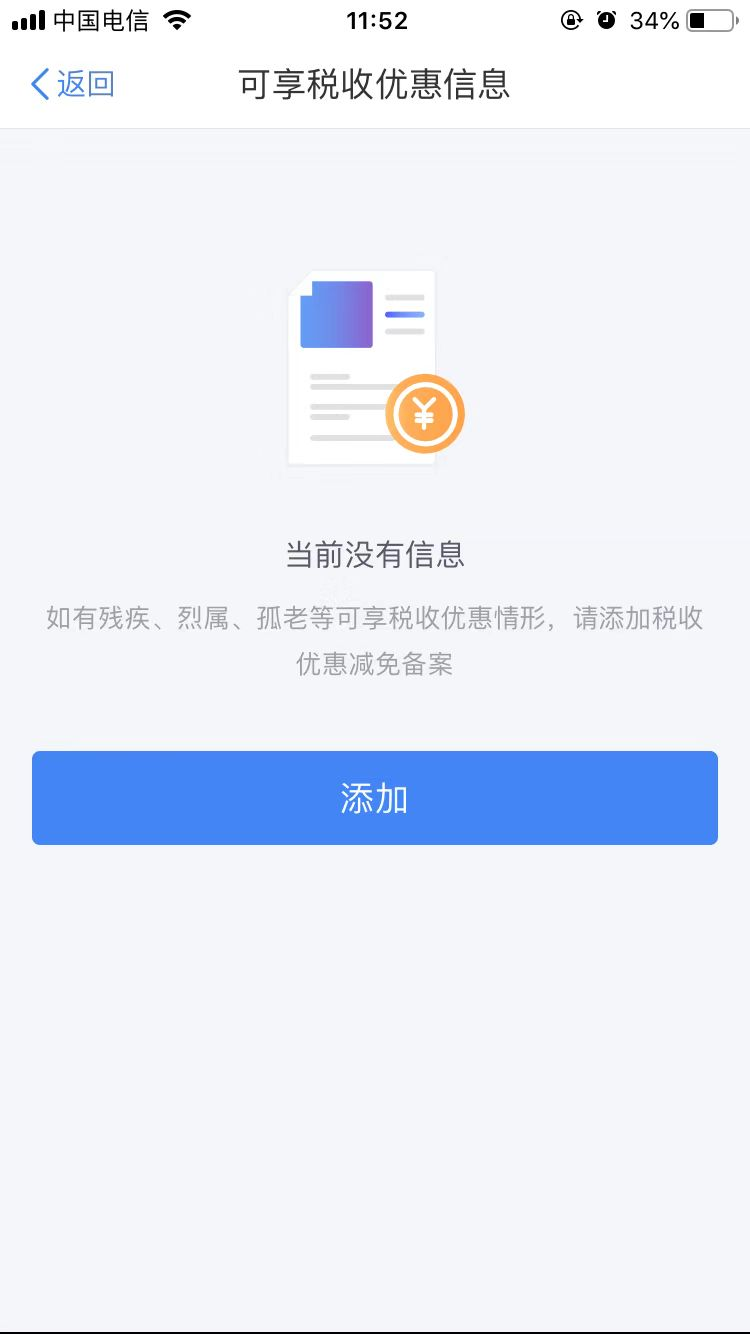 中国电信
11:52
34%
返回
可享税收优惠信息
¥
当前没有信息
如有残疾、烈属、孤老等可享税收优惠情形，请添加税收
优惠减免备案
添加